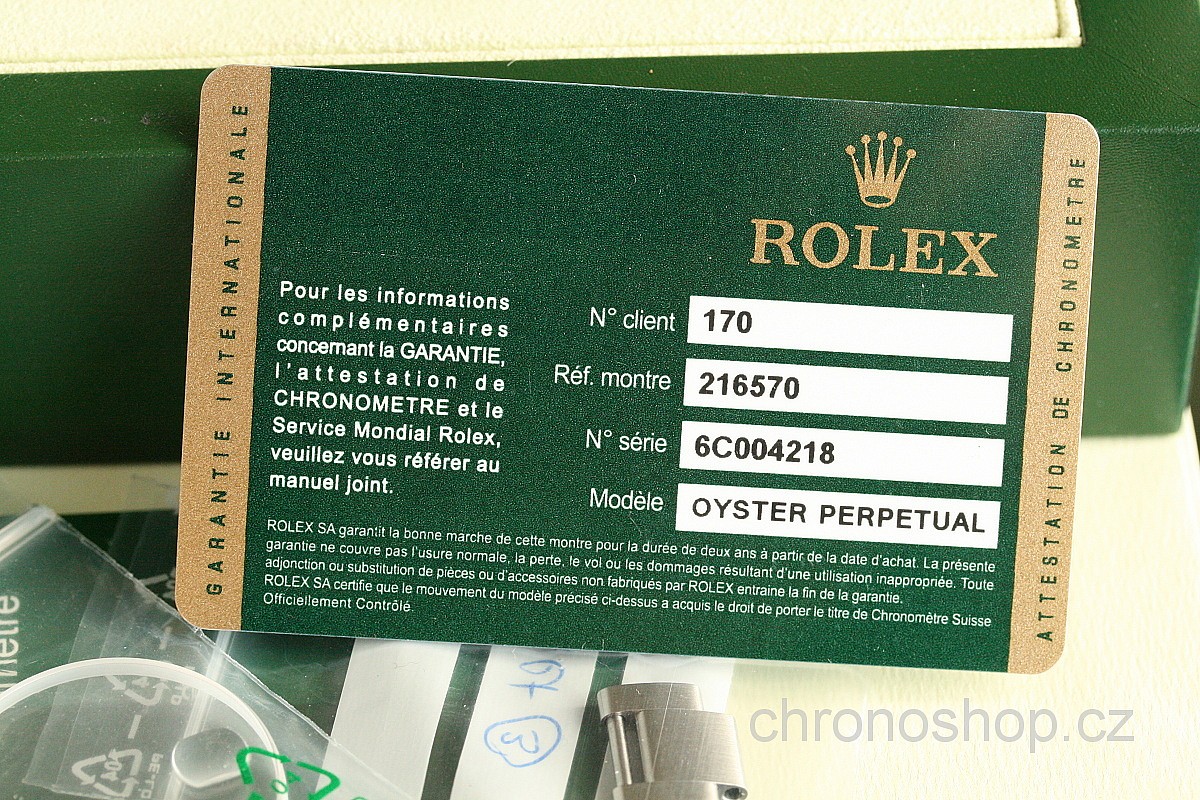 GARANTIE INTERNATIONALE
ROLEX
ATTESTATION DE CHRONOMETRE
Pour les informations
complémentaires
concernant la GARANTIE,
l'attestation de
CHRONOMETRE et le
Service Mondial Rolex,
veuillez vous référer au
manuel joint.
N° client 170
Réf. montre 216570
N° série 6C004218
Modèle OYSTER PERPETUAL
ROLEX SA garantit la bonne marche de cette montre pour la durée de deux ans à partir de la date d'achat. La présente
garantie ne couvre pas l'usure normale, la perte, le vol ou les dommages résultant d'une utilisation inappropriée. Toute
adjonction ou substitution de pièces ou d'accessoires non fabriqués par ROLEX entraine la fin de la garantie.
ROLEX SA certifie que le mouvement du modèle précisé ci-dessus a acquis le droit de porter le titre de Chronomètre Suisse
Officiellement Contrôlé.
chronoshop.cz